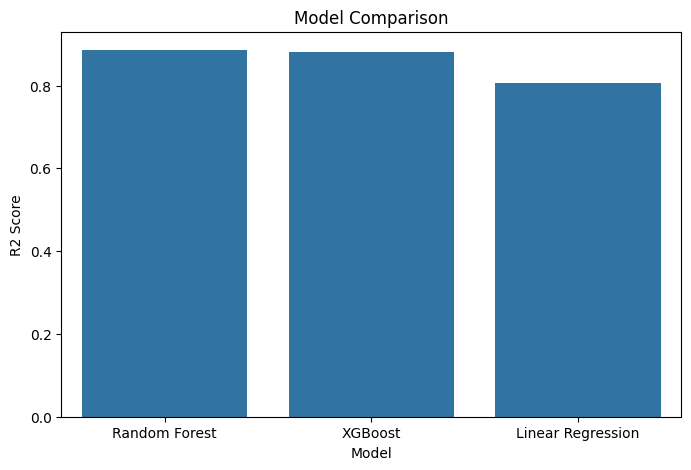 Model Comparison
R2 Score
0.8
0.6
0.4
0.2
0.0
Random Forest
XGBoost
Linear Regression
Model